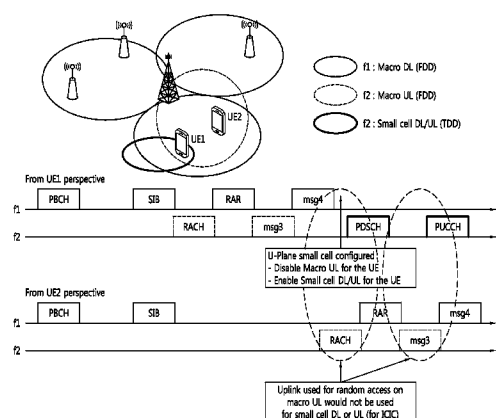 f1 : Macro DL (FDD)
f2 : Macro UL (FDD)
f2 : Small cell DL/UL (TDD)
UE2
UE1
From UE1 perspective
PBCH
SIB
RAR
msg4
f1
RACH
msg3
PDSCH
PUCCH
f2
U-Plane small cell configured
- Disable Macro UL for the UE
- Enable Small cell DL/UL for the UE
From UE2 perspective
PBCH
SIB
RAR
msg4
f1
RACH
msg3
f2
Uplink used for random access on
macro UL would not be used
for small cell DL or UL (for ICIC)